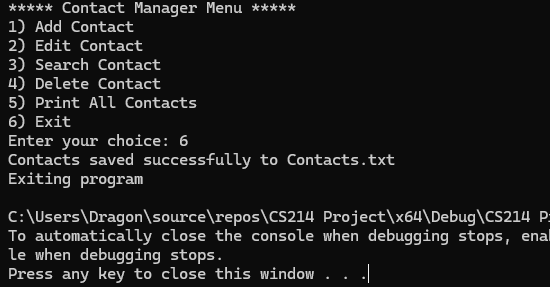 ***** Contact Manager Menu *****
1) Add Contact
2) Edit Contact
3) Search Contact
4) Delete Contact
5) Print All Contacts
6) Exit
Enter your choice: 6
Contacts saved successfully to Contacts.txt
Exiting program
C:\Users\Dragon\source\repos\CS214 Project\x64\Debug\CS214 P
To automatically close the console when debugging stops, ena
le when debugging stops.
Press any key to close this window . . .